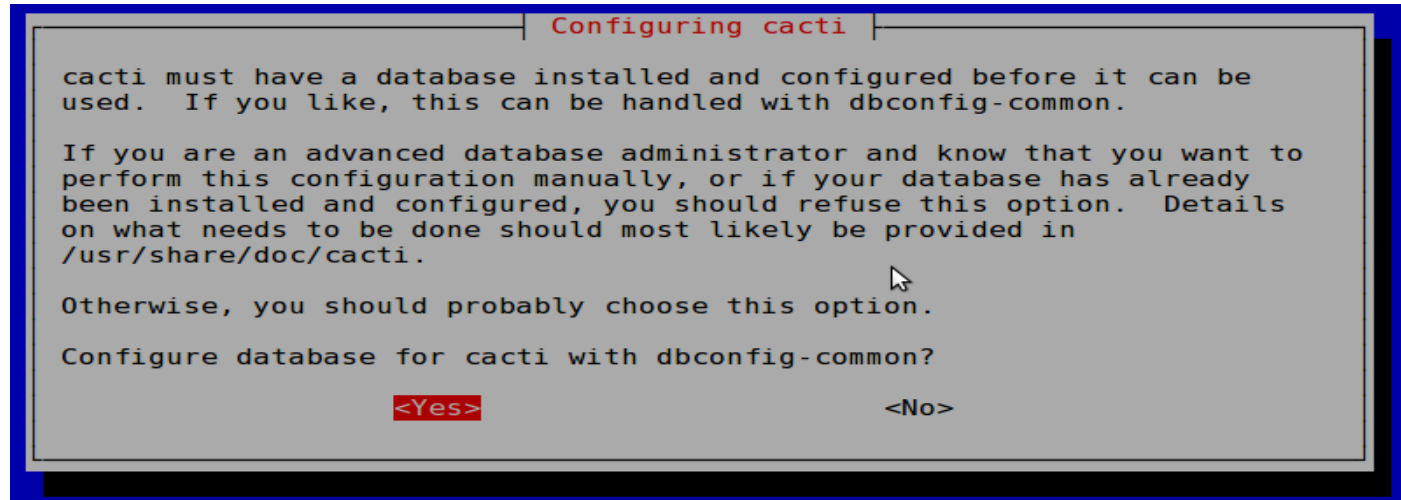 Configuring cacti
cacti must have a database installed and configured before it can be
used.  If you like, this can be handled with dbconfig-common.
If you are an advanced database administrator and know that you want to
perform this configuration manually, or if your database has already
been installed and configured, you should refuse this option.  Details
on what needs to be done should most likely be provided in
/usr/share/doc/cacti.
Otherwise, you should probably choose this option.
Configure database for cacti with dbconfig-common?
<Yes> <No>